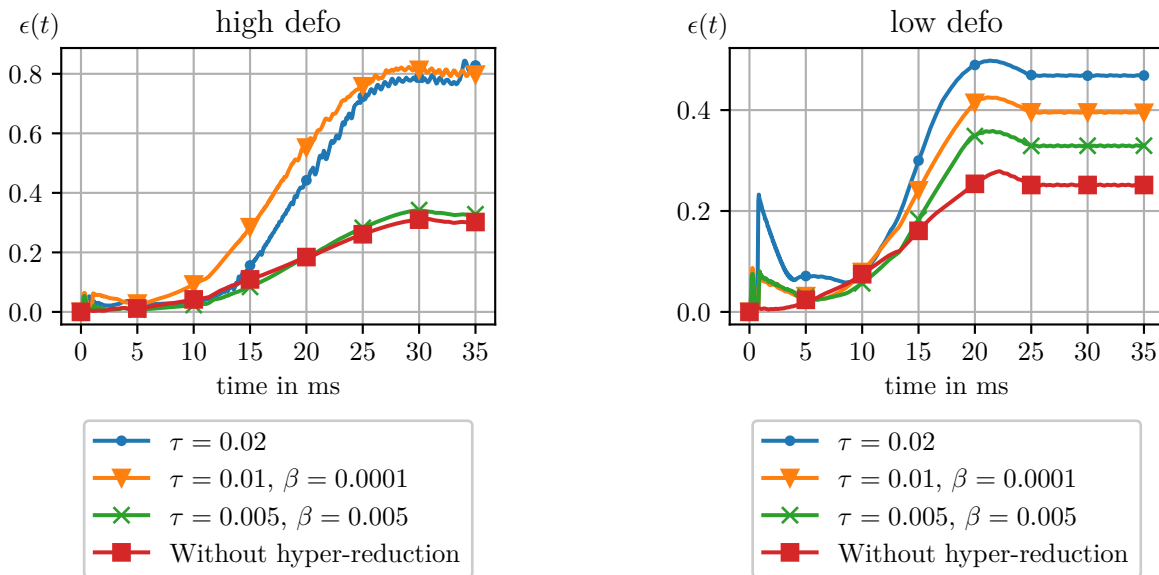 ϵ(t)
high defo
0.8
0.6
0.4
0.2
0.0
0 5 10 15 20 25 30 35
time in ms
τ = 0.02
τ = 0.01, β = 0.0001
τ = 0.005, β = 0.005
Without hyper-reduction
ϵ(t)
low defo
0.4
0.2
0.0
0 5 10 15 20 25 30 35
time in ms
τ = 0.02
τ = 0.01, β = 0.0001
τ = 0.005, β = 0.005
Without hyper-reduction